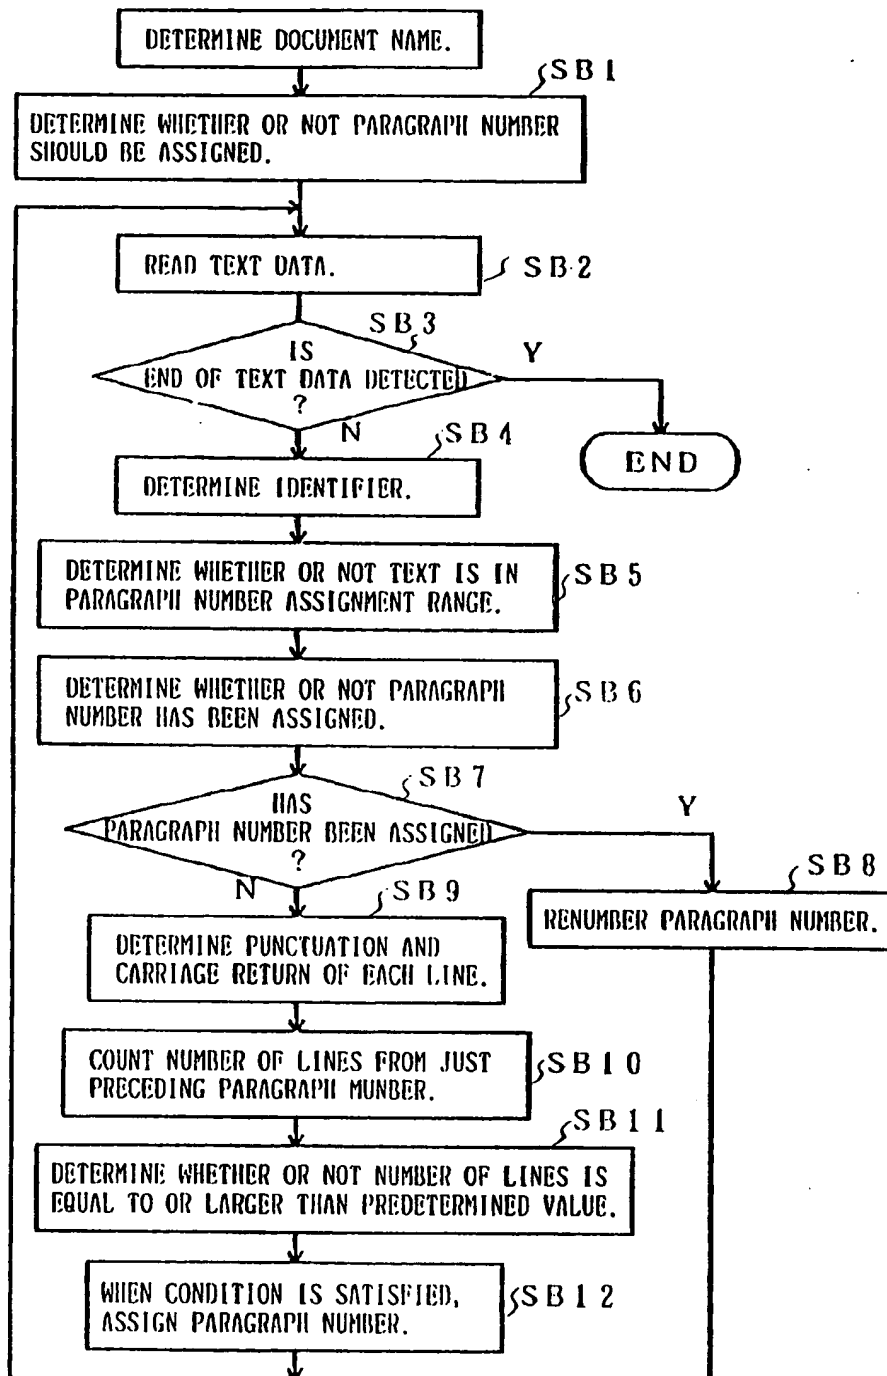 DETERMINE DOCUMENT NAME.
SB1
DETERMINE WHETHER OR NOT PARAGRAPH NUMBER
SHOULD BE ASSIGNED.
READ TEXT DATA.
SB2
SB3
IS
END OF TEXT DATA DETECTED
?
Y
N
END
SB4
DETERMINE IDENTIFIER.
DETERMINE WHETHER OR NOT TEXT IS IN
PARAGRAPH NUMBER ASSIGNMENT RANGE.
SB5
DETERMINE WHETHER OR NOT PARAGRAPH
NUMBER HAS BEEN ASSIGNED.
SB6
SB7
HAS
PARAGRAPH NUMBER BEEN ASSIGNED
?
Y
N
SB8
RENUMBER PARAGRAPH NUMBER.
SB9
DETERMINE PUNCTUATION AND
CARRIAGE RETURN OF EACH LINE.
COUNT NUMBER OF LINES FROM JUST
PRECEDING PARAGRAPH MUNBER.
SB10
SB11
DETERMINE WHETHER OR NOT NUMBER OF LINES IS
EQUAL TO OR LARGER THAN PREDETERMINED VALUE.
WHEN CONDITION IS SATISFIED,
ASSIGN PARAGRAPH NUMBER.
SB12